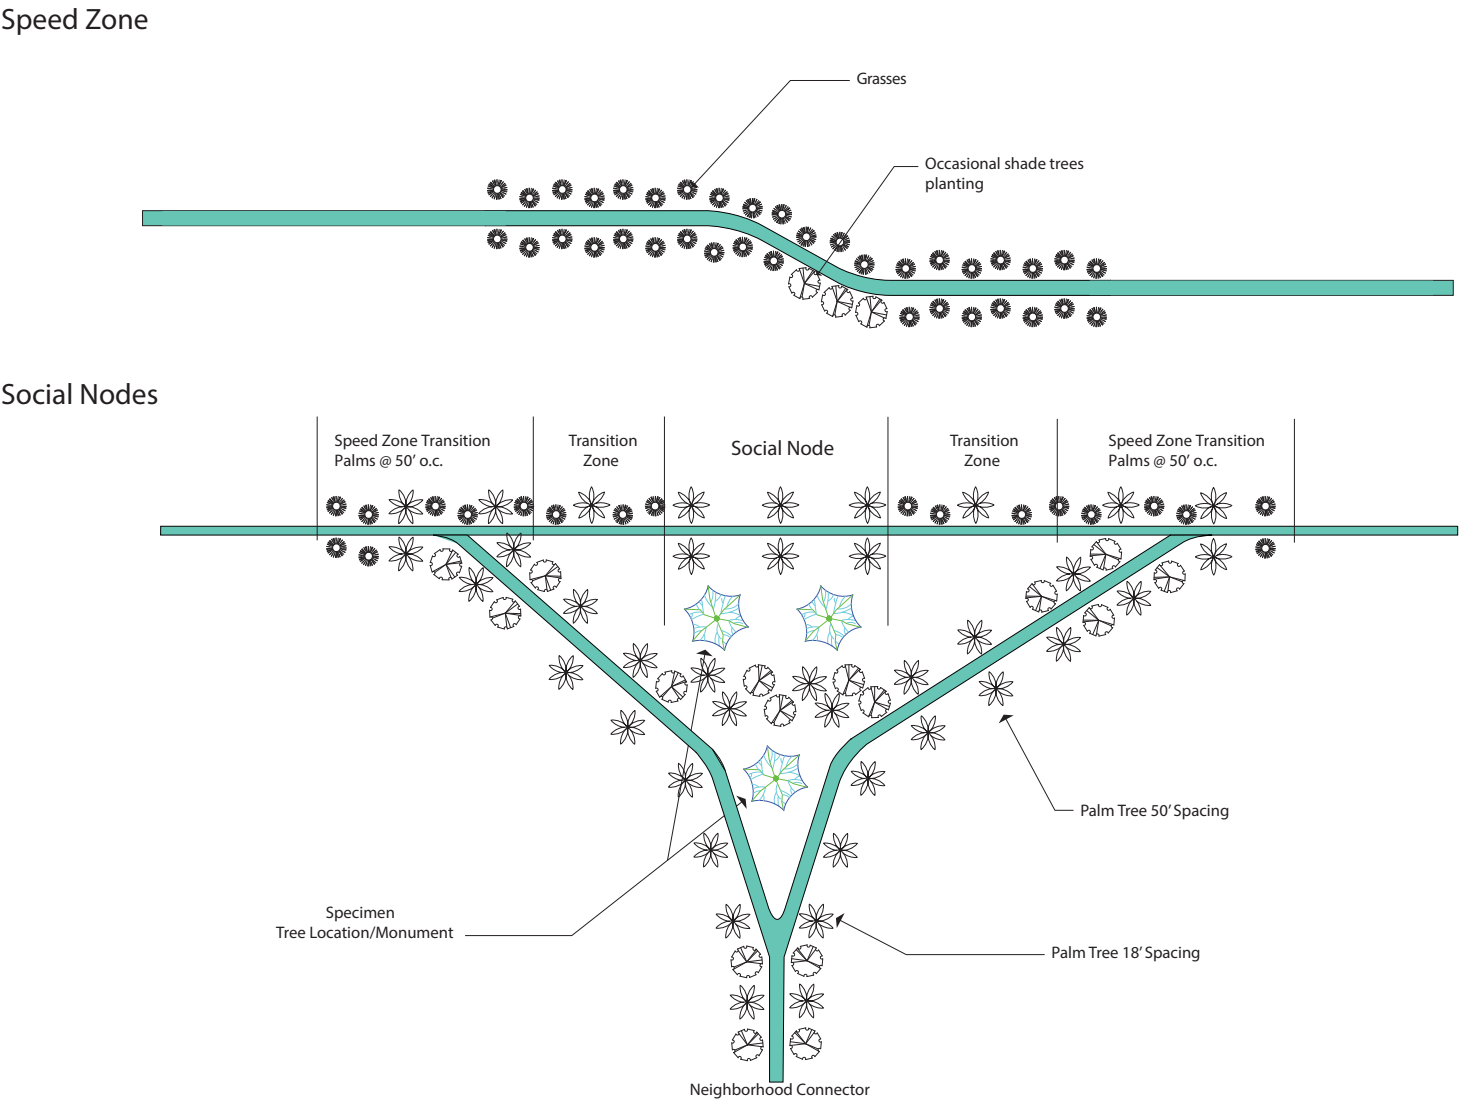 Speed Zone
Grasses
Occasional shade trees
planting
Social Nodes
Speed Zone Transition
Palms @ 50’ o.c.
Transition
Zone
Social Node
Transition
Zone
Speed Zone Transition
Palms @ 50’ o.c.
Palm Tree 50’ Spacing
Specimen
Tree Location/Monument
Palm Tree 18’ Spacing
Neighborhood Connector